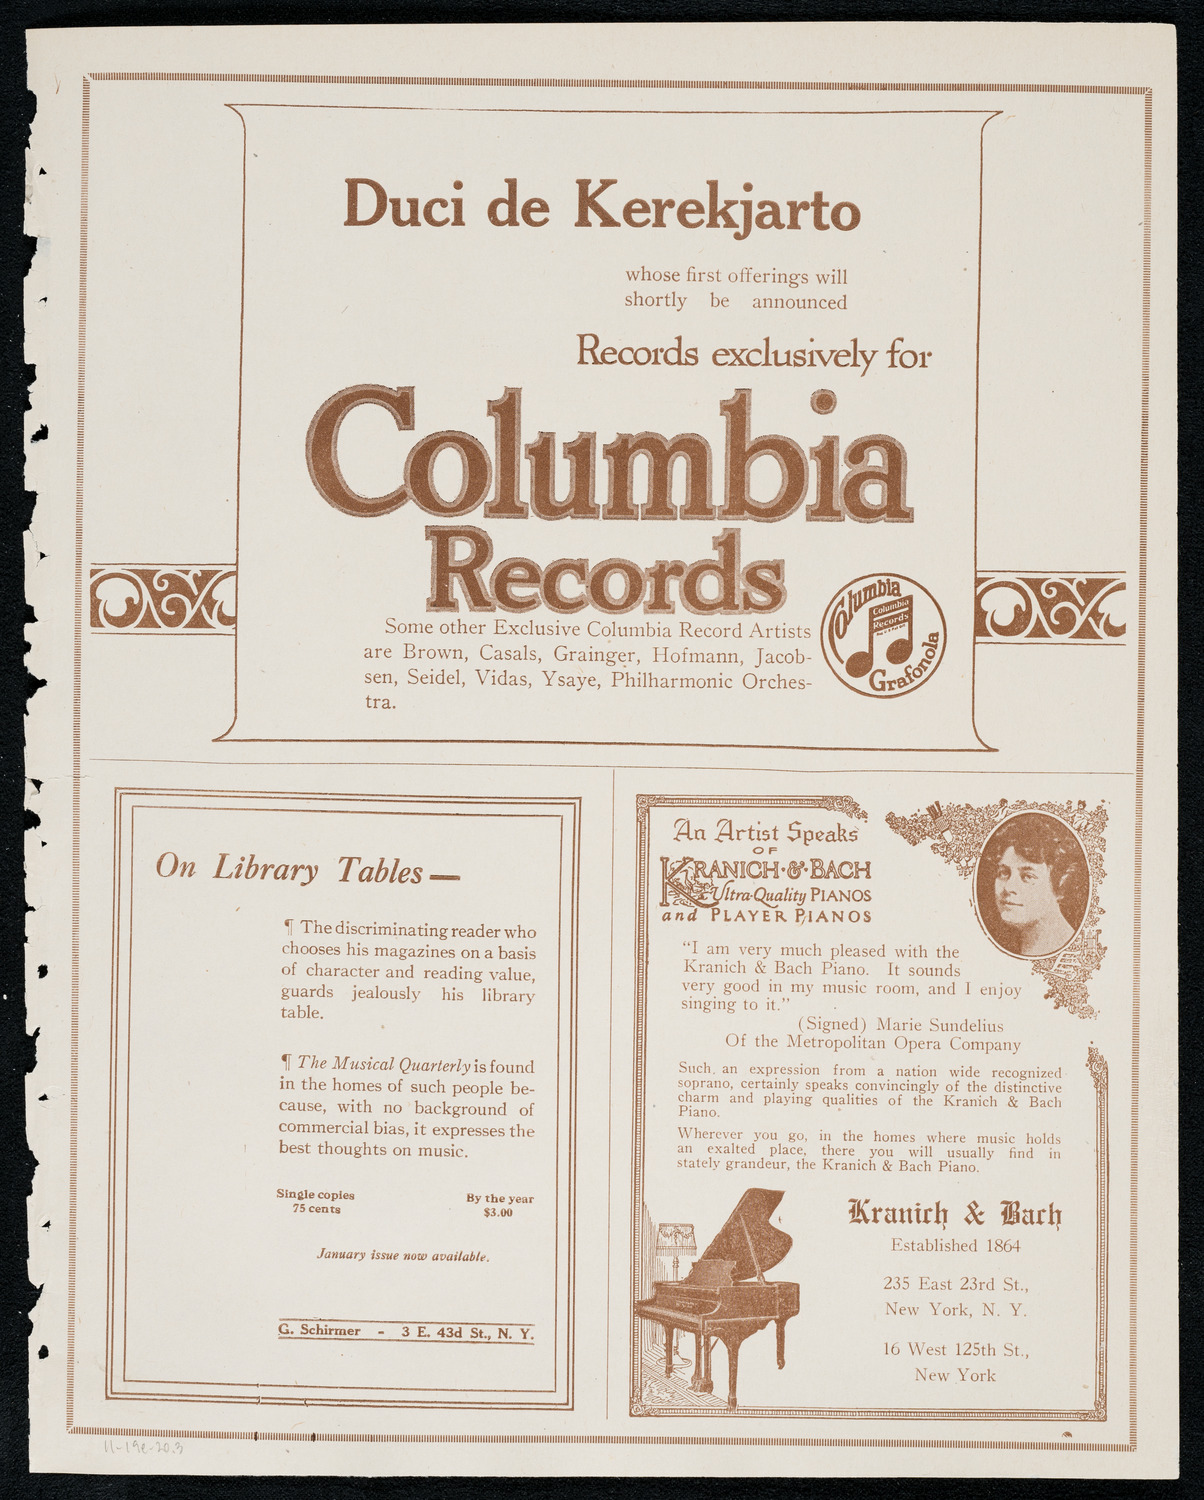 Duci de Kerekjarto
whose first offerings will
shortly be announced
Records exclusively for
Columbia
Records
Some other Exclusive Columbia Record Artists
are Brown, Casals, Grainger, Hofmann, Jacob-
sen, Seidel, Vidas, Ysaye, Philharmonic Orches-
tra.
Columbia
Columbia
Records
Grafonola
On Library Tables—
¶ The discriminating reader who
chooses his magazines on a basis
of character and reading value,
guards jealously his library
table.
¶ The Musical Quarterly is found
in the homes of such people be-
cause, with no background of
commercial bias, it expresses the
best thoughts on music.
Single copies
75 cents
By the year
$3.00
January issue now available.
G. Schirmer - 3 E. 43d St., N. Y.
An Artist Speaks
OF
KRANICH·&·BACH
Ultra-Quality PIANOS
and PLAYER PIANOS
"I am very much pleased with the
Kranich & Bach Piano. It sounds
very good in my music room, and I enjoy
singing to it."
(Signed) Marie Sundelius
Of the Metropolitan Opera Company
Such an expression from a nation wide recognized
soprano, certainly speaks convincingly of the distinctive
charm and playing qualities of the Kranich & Bach
Piano.
Wherever you go, in the homes where music holds
an exalted place, there you will usually find in
stately grandeur, the Kranich & Bach Piano.
Kranich & Bach
Established 1864
235 East 23rd St.,
New York, N. Y.
16 West 125th St.,
New York
11-19e-20.3